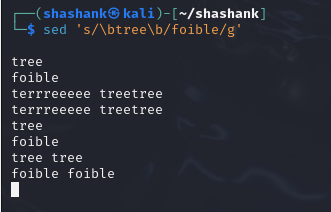 ┌──(shashank㉿kali)-[~/shashank]
└─$ sed 's/\btree\b/foible/g'
tree
foible
terrreeeee treetree
terrreeeee treetree
tree
foible
tree tree
foible foible